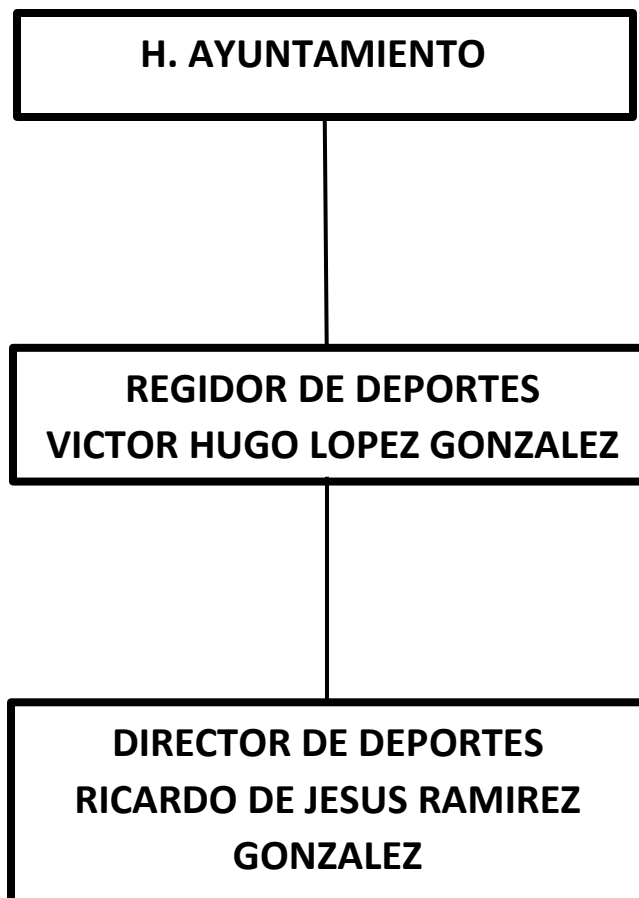 H. AYUNTAMIENTO
REGIDOR DE DEPORTES
VICTOR HUGO LOPEZ GONZALEZ
DIRECTOR DE DEPORTES
RICARDO DE JESUS RAMIREZ
GONZALEZ